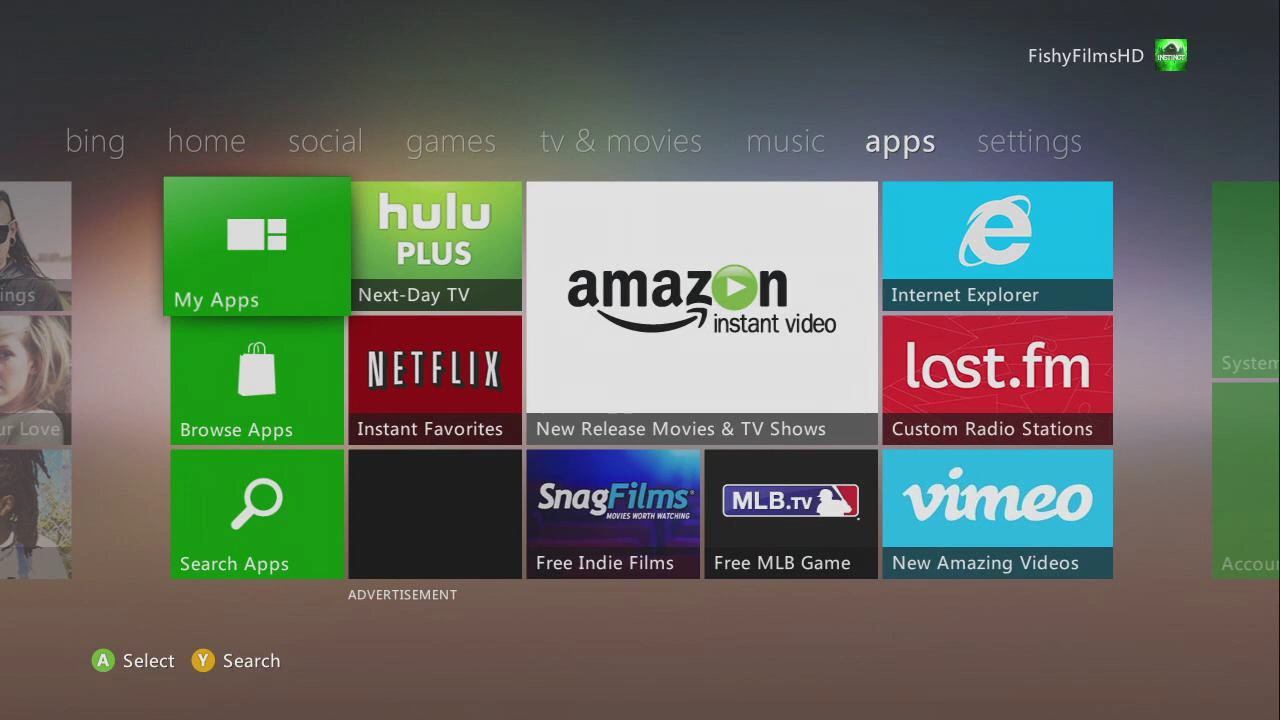 FishyFilmsHD
INSTINCT
bing home social games tv & movies music apps settings
ings
My Apps
hulu
PLUS
Next-Day TV
amazon
instant video
New Release Movies & TV Shows
Internet Explorer
ur Love
Browse Apps
NETFLIX
Instant Favorites
last.fm
Custom Radio Stations
System
Search Apps
SnagFilms
MOVIES WORTH WATCHING
Free Indie Films
MLB.TV
Free MLB Game
vimeo
New Amazing Videos
Accou
ADVERTISEMENT
A Select Y Search